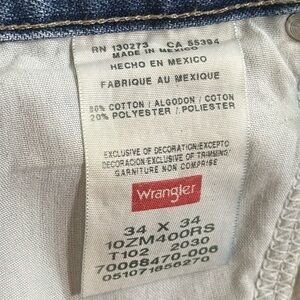 RN 130273 CA 55394
MADE IN MEXICO
HECHO EN MEXICO
FABRIQUE AU MEXIQUE
80% COTTON / ALGODON / COTON
20% POLYESTER / POLIESTER
EXCLUSIVE OF DECORATION/EXCEPTO
DECORACION/EXCLUSIVE OF TRIMMING/
GARNITURE NON COMPRISE
Wrangler
34 X 34
10ZM400RS
T102 2030
70068470-006
051071656270